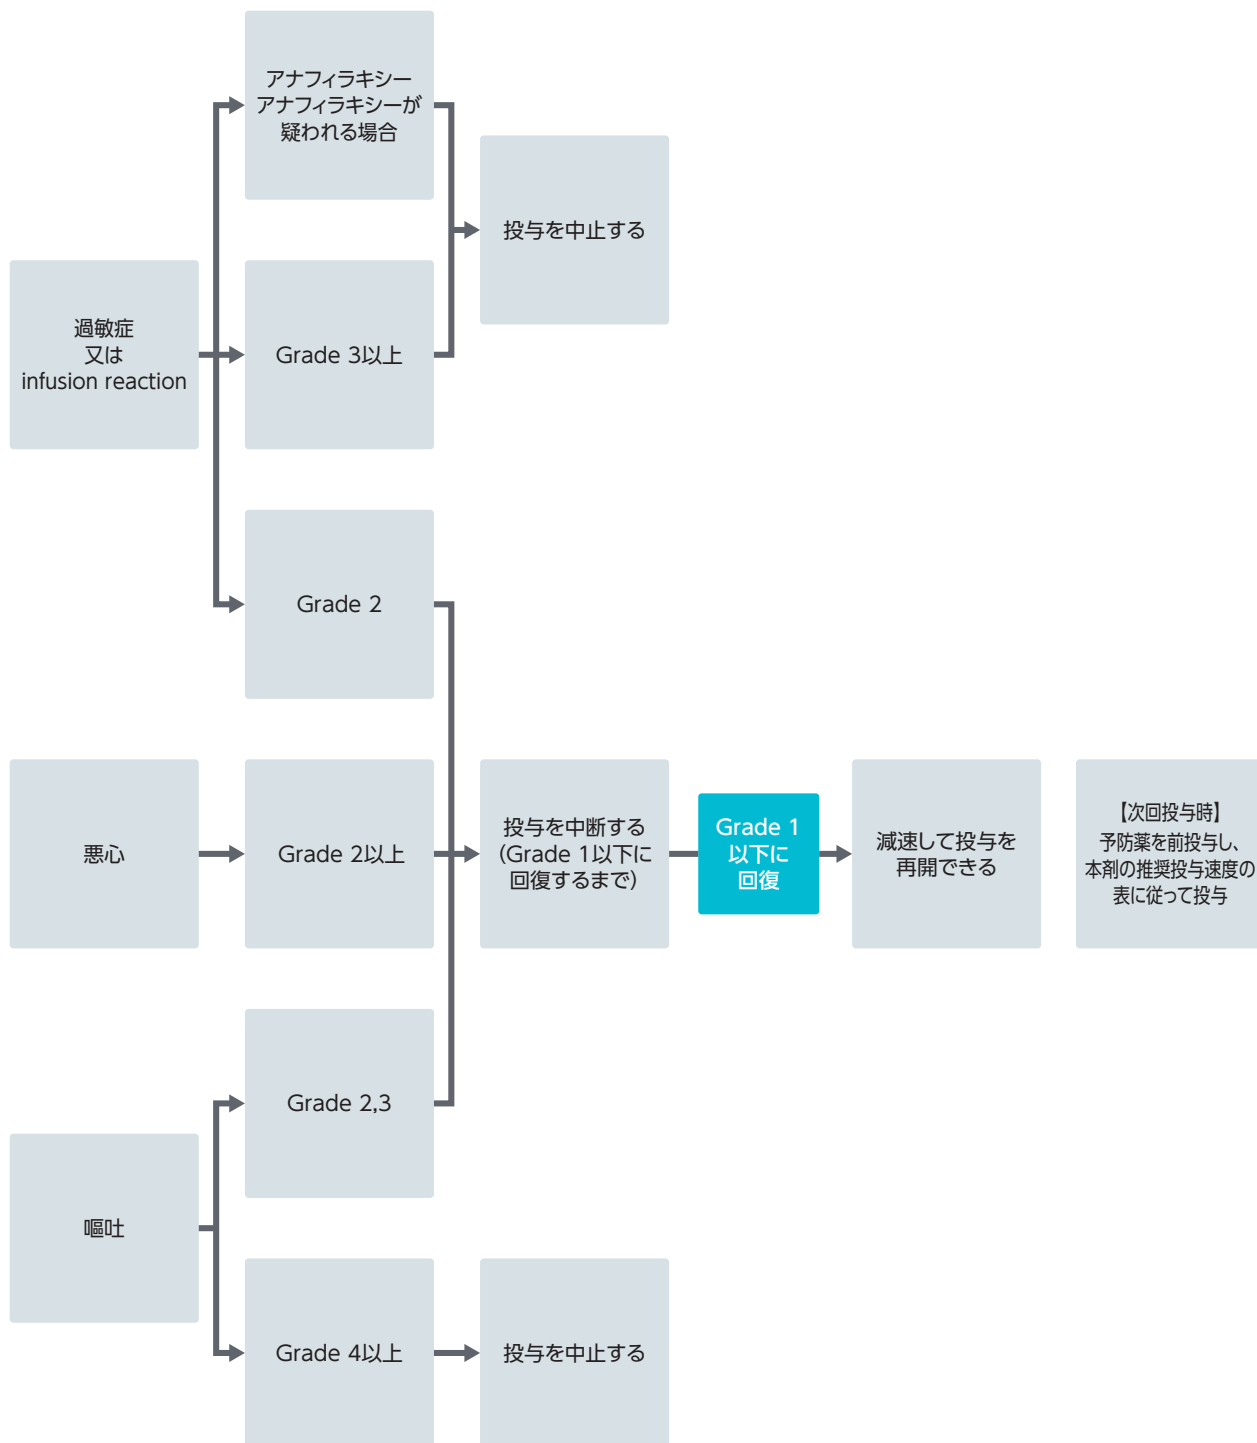 アナフィラキシー
アナフィラキシーが
疑われる場合
投与を中止する
過敏症
又は
infusion reaction
Grade 3以上
Grade 2
悪心
Grade 2以上
投与を中断する
(Grade 1以下に
回復するまで)
Grade 1
以下に
回復
減速して投与を
再開できる
【次回投与時】
予防薬を前投与し、
本剤の推奨投与速度の
表に従って投与
嘔吐
Grade 2,3
Grade 4以上
投与を中止する